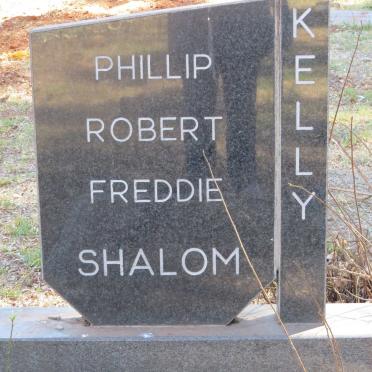 PHILLIP
ROBERT
FREDDIE
SHALOM
KELLY